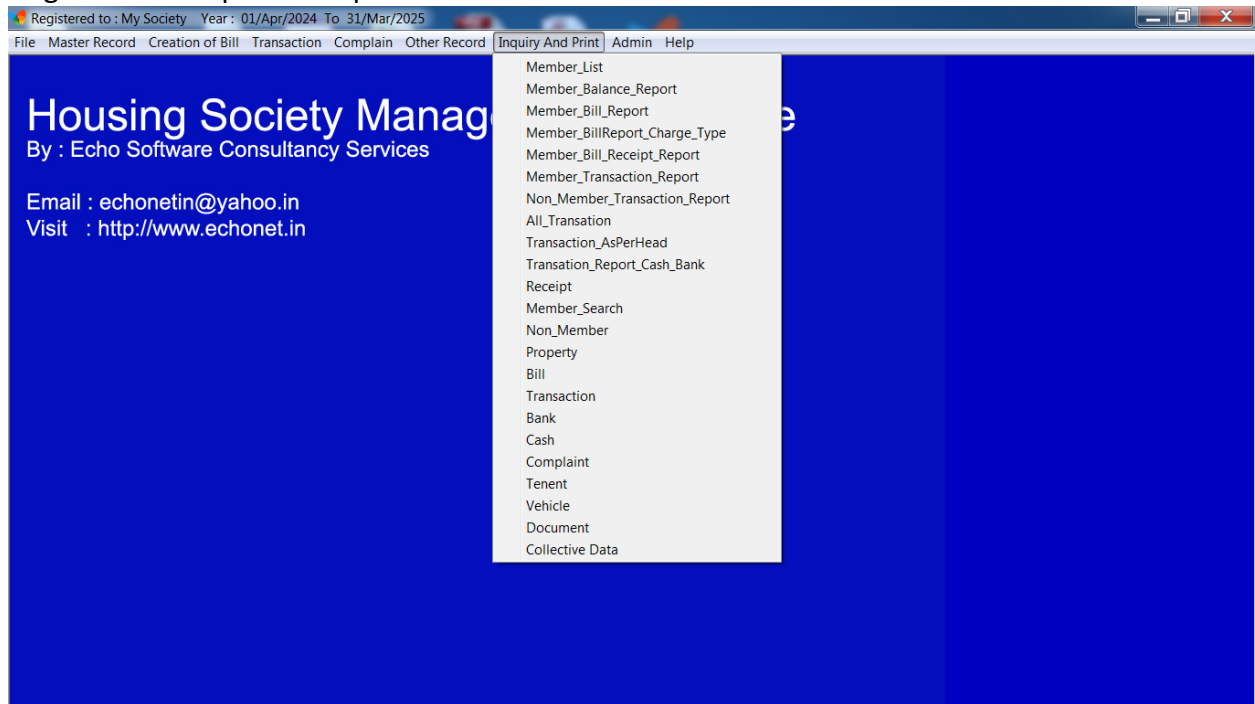 Registered to : My Society Year : 01/Apr/2024 To 31/Mar/2025
File Master Record Creation of Bill Transaction Complain Other Record Inquiry And Print Admin Help
Housing Society Manag
By : Echo Software Consultancy Services
Email : echonetin@yahoo.in
Visit : http://www.echonet.in
Member_List
Member_Balance_Report
Member_Bill_Report
Member_BillReport_Charge_Type
Member_Bill_Receipt_Report
Member_Transaction_Report
Non_Member_Transaction_Report
All_Transation
Transaction_AsPerHead
Transation_Report_Cash_Bank
Receipt
Member_Search
Non_Member
Property
Bill
Transaction
Bank
Cash
Complaint
Tenent
Vehicle
Document
Collective Data